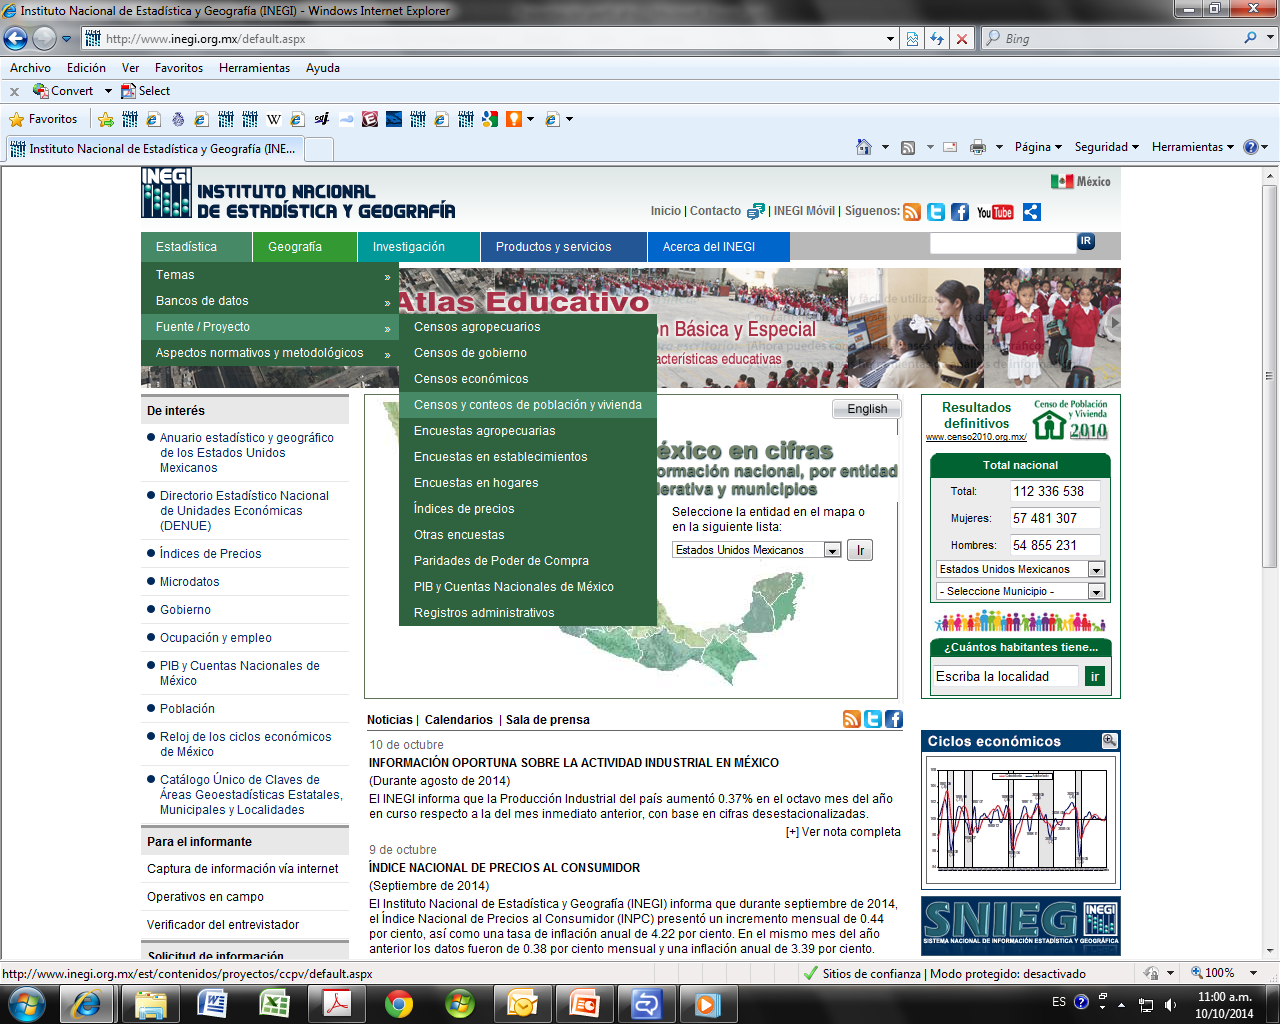 Instituto Nacional de Estadística y Geografía (INEGI) - Windows Internet Explorer
http://www.inegi.org.mx/default.aspx
Bing
Archivo Edición Ver Favoritos Herramientas Ayuda
x Convert Select
Favoritos
Instituto Nacional de Estadística y Geografía (INE...
Página Seguridad Herramientas
INEGI
INSTITUTO NACIONAL
DE ESTADÍSTICA Y GEOGRAFÍA
México
Inicio | Contacto | INEGI Móvil | Síguenos: YouTube
Estadística Geografía Investigación Productos y servicios Acerca del INEGI IR
Temas »
Bancos de datos »
Fuente / Proyecto »
Aspectos normativos y metodológicos »
Censos agropecuarios
Censos de gobierno
Censos económicos
Censos y conteos de población y vivienda
Encuestas agropecuarias
Encuestas en establecimientos
Encuestas en hogares
Índices de precios
Otras encuestas
Paridades de Poder de Compra
PIB y Cuentas Nacionales de México
Registros administrativos
Atlas Educativo
ón Básica y Especial
racterísticas educativas
De interés
Anuario estadístico y geográfico
de los Estados Unidos
Mexicanos
Directorio Estadístico Nacional
de Unidades Económicas
(DENUE)
Índices de Precios
Microdatos
Gobierno
Ocupación y empleo
PIB y Cuentas Nacionales de
México
Población
Reloj de los ciclos económicos
de México
Catálogo Único de Claves de
Áreas Geoestadísticas Estatales,
Municipales y Localidades
Para el informante
Captura de información vía internet
Operativos en campo
Verificador del entrevistador
Solicitud de información
English
éxico en cifras
formación nacional, por entidad
derativa y municipios
Seleccione la entidad en el mapa o
en la siguiente lista:
Estados Unidos Mexicanos Ir
Noticias | Calendarios | Sala de prensa
10 de octubre
INFORMACIÓN OPORTUNA SOBRE LA ACTIVIDAD INDUSTRIAL EN MÉXICO
(Durante agosto de 2014)
El INEGI informa que la Producción Industrial del país aumentó 0.37% en el octavo mes del año
en curso respecto a la del mes inmediato anterior, con base en cifras desestacionalizadas.
[+] Ver nota completa
9 de octubre
ÍNDICE NACIONAL DE PRECIOS AL CONSUMIDOR
(Septiembre de 2014)
El Instituto Nacional de Estadística y Geografía (INEGI) informa que durante septiembre de 2014,
el Índice Nacional de Precios al Consumidor (INPC) presentó un incremento mensual de 0.44
por ciento, así como una tasa de inflación anual de 4.22 por ciento. En el mismo mes del año
anterior los datos fueron de 0.38 por ciento mensual y una inflación anual de 3.39 por ciento.
Resultados
definitivos
www.censo2010.org.mx/
Censo de Población
y Vivienda
2010
Total nacional
Total: 112 336 538
Mujeres: 57 481 307
Hombres: 54 855 231
Estados Unidos Mexicanos
- Seleccione Municipio -
¿Cuántos habitantes tiene...
Escriba la localidad ir
Ciclos económicos
SNIEG INEGI
SISTEMA NACIONAL DE INFORMACIÓN ESTADÍSTICA Y GEOGRÁFICA
http://www.inegi.org.mx/est/contenidos/proyectos/ccpv/default.aspx
Sitios de confianza | Modo protegido: desactivado
100%
ES
11:00 a.m.
10/10/2014